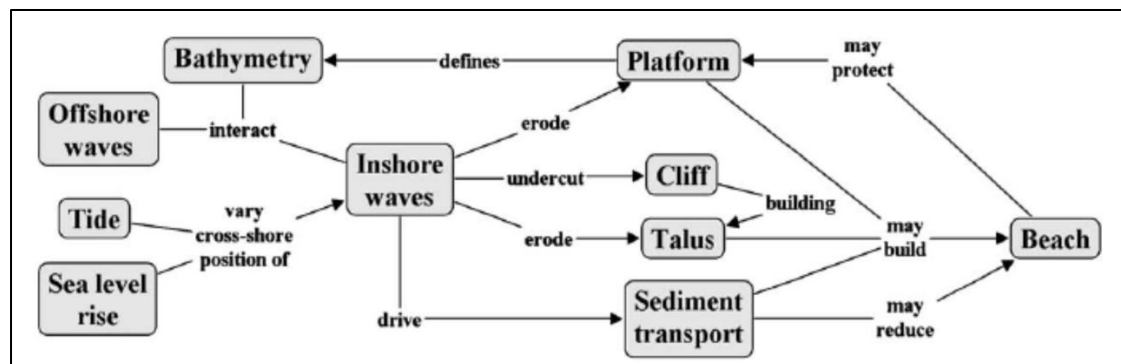 Bathymetry
defines
Platform
may
protect
Offshore
waves
interact
erode
Inshore
waves
undercut
Cliff
building
Tide
vary
cross-shore
position of
erode
Talus
may
build
Beach
Sea level
rise
drive
Sediment
transport
may
reduce